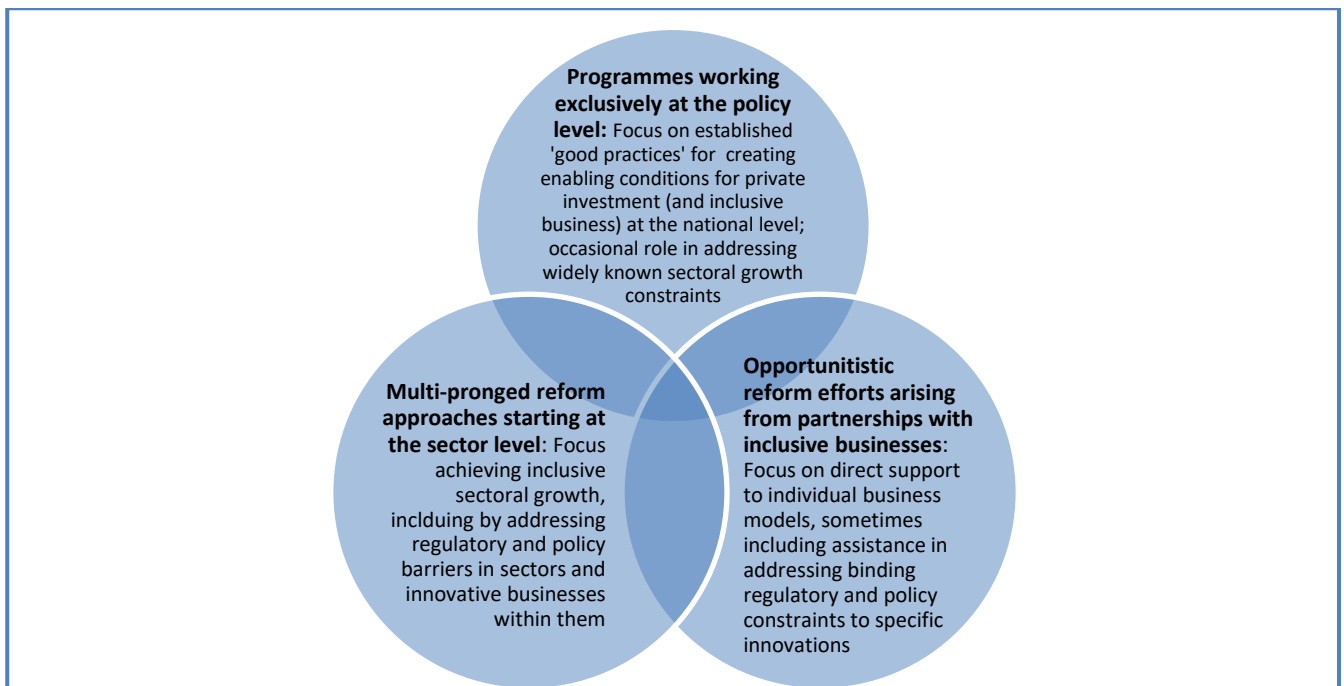 Programmes working
exclusively at the policy
level: Focus on established
'good practices' for creating
enabling conditions for private
investment (and inclusive
business) at the national level;
occasional role in addressing
widely known sectoral growth
constraints
Multi-pronged reform
approaches starting at
the sector level: Focus
achieving inclusive
sectoral growth,
inclduing by addressing
regulatory and policy
barriers in sectors and
innovative businesses
within them
Opportunitistic
reform efforts arising
from partnerships with
inclusive businesses:
Focus on direct support
to individual business
models, sometimes
including assistance in
addressing binding
regulatory and policy
constraints to specific
innovations